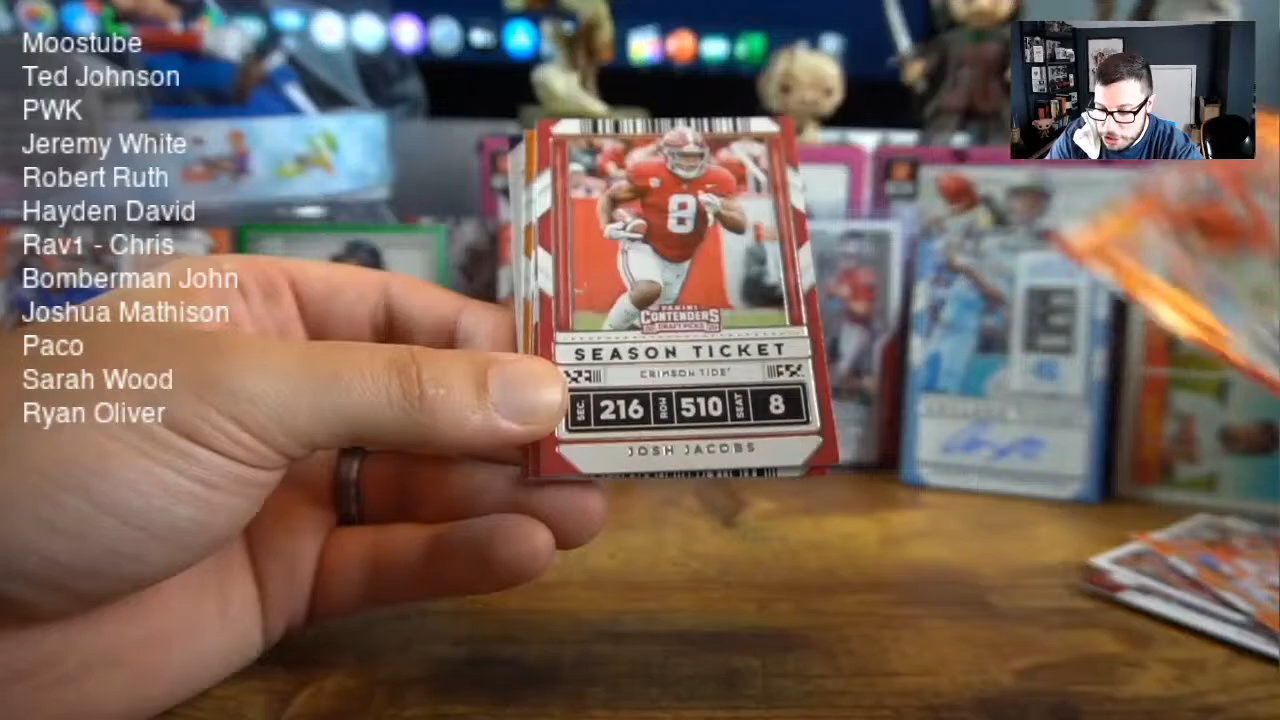 Moostube
Ted Johnson
PWK
Jeremy White
Robert Ruth
Hayden David
Rav1 - Chris
Bomberman John
Joshua Mathison
Paco
Sarah Wood
Ryan Oliver
8
PANINI
CONTENDERS
DRAFT PICKS
SEASON TICKET
CRIMSON TIDE
SEC. 216 ROW 510 SEAT 8
JOSH JACOBS